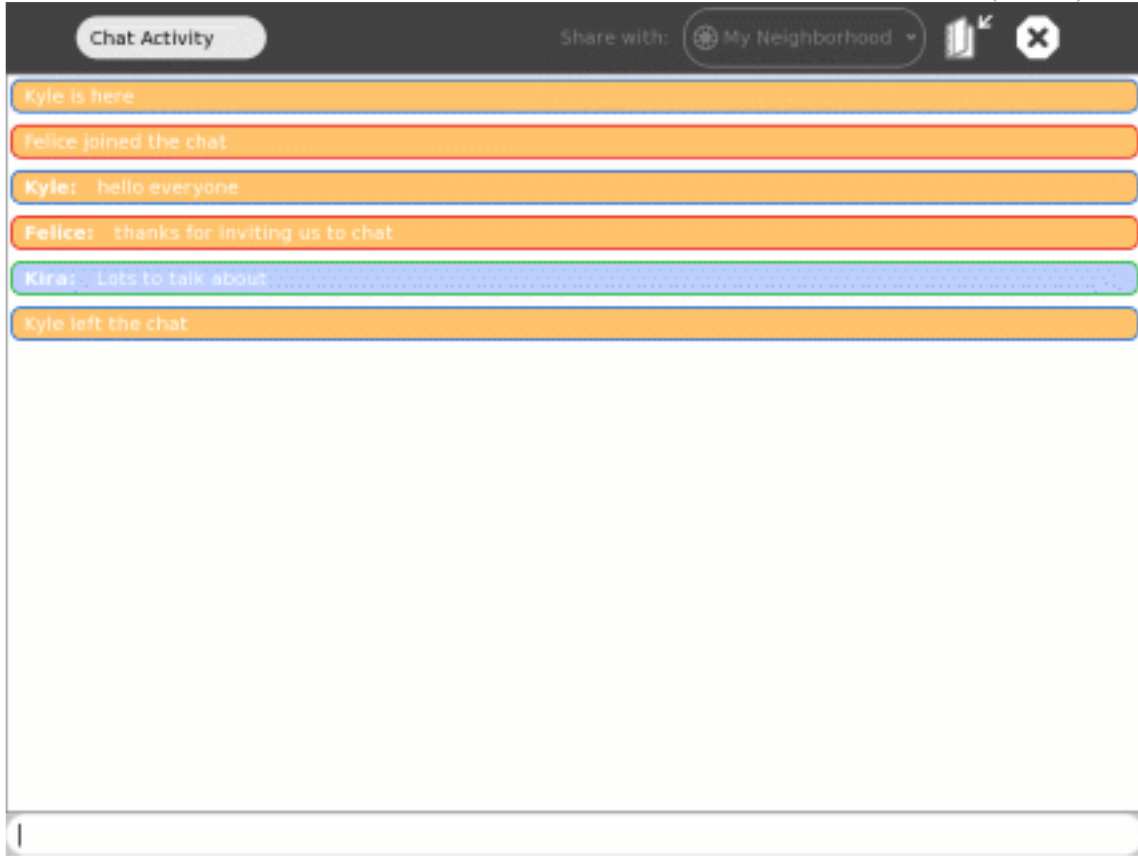 Chat Activity
Share with: My Neighborhood
Kyle is here
Felice joined the chat
Kyle: hello everyone
Felice: thanks for inviting us to chat
Kira: Lots to talk about
Kyle left the chat